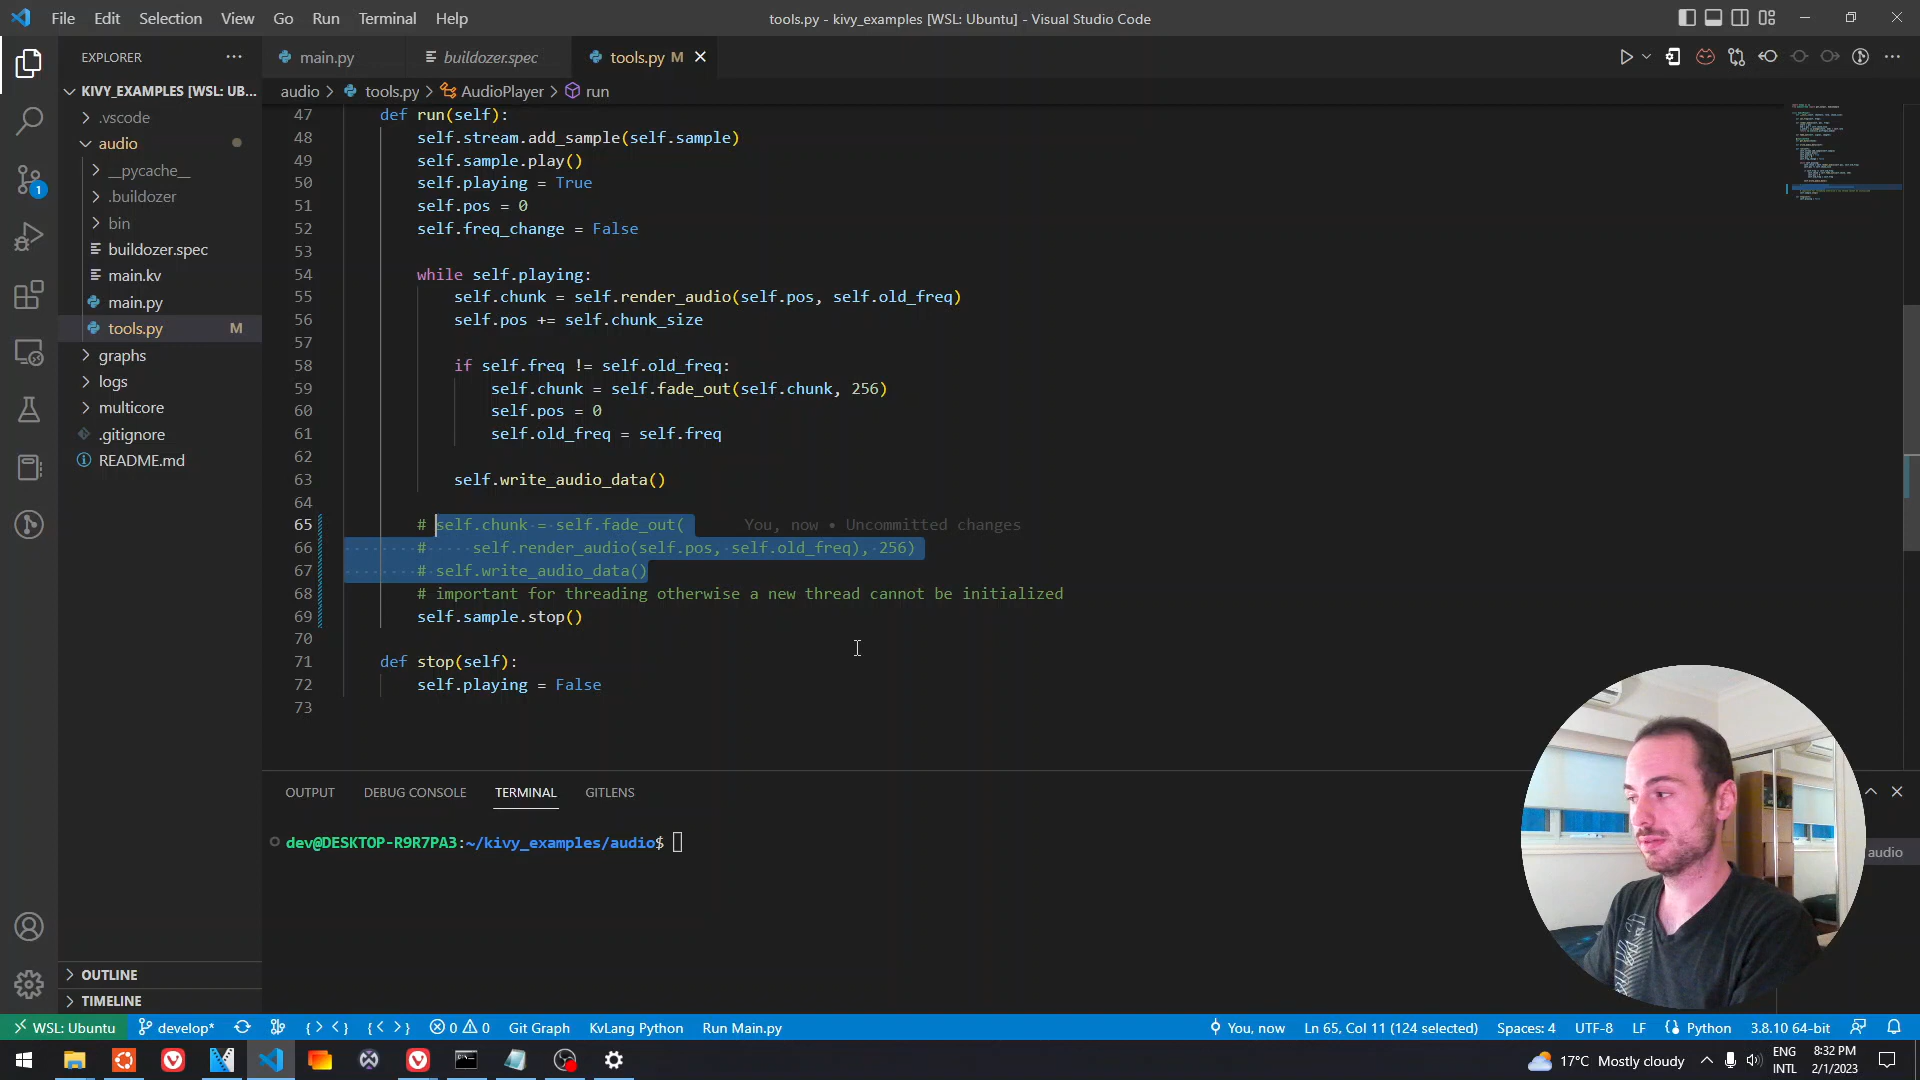 File Edit Selection View Go Run Terminal Help
tools.py - kivy_examples [WSL: Ubuntu] - Visual Studio Code
EXPLORER
main.py
buildozer.spec
tools.py M
KIVY_EXAMPLES [WSL: UB...
audio > tools.py > AudioPlayer > run
.vscode
audio
__pycache__
.buildozer
bin
buildozer.spec
main.kv
main.py
tools.py M
graphs
logs
multicore
.gitignore
README.md
1
47 def run(self):
48 self.stream.add_sample(self.sample)
49 self.sample.play()
50 self.playing = True
51 self.pos = 0
52 self.freq_change = False
53
54 while self.playing:
55 self.chunk = self.render_audio(self.pos, self.old_freq)
56 self.pos += self.chunk_size
57
58 if self.freq != self.old_freq:
59 self.chunk = self.fade_out(self.chunk, 256)
60 self.pos = 0
61 self.old_freq = self.freq
62
63 self.write_audio_data()
64
65 # self.chunk = self.fade_out( You, now • Uncommitted changes
66 # self.render_audio(self.pos, self.old_freq), 256)
67 # self.write_audio_data()
68 # important for threading otherwise a new thread cannot be initialized
69 self.sample.stop()
70
71 def stop(self):
72 self.playing = False
73
OUTPUT DEBUG CONSOLE TERMINAL GITLENS
dev@DESKTOP-R9R7PA3:~/kivy_examples/audio$
audio
OUTLINE
TIMELINE
WSL: Ubuntu develop* 0 0 Git Graph KvLang Python Run Main.py You, now Ln 65, Col 11 (124 selected) Spaces: 4 UTF-8 LF Python 3.8.10 64-bit
17°C Mostly cloudy ENG INTL 8:32 PM 2/1/2023